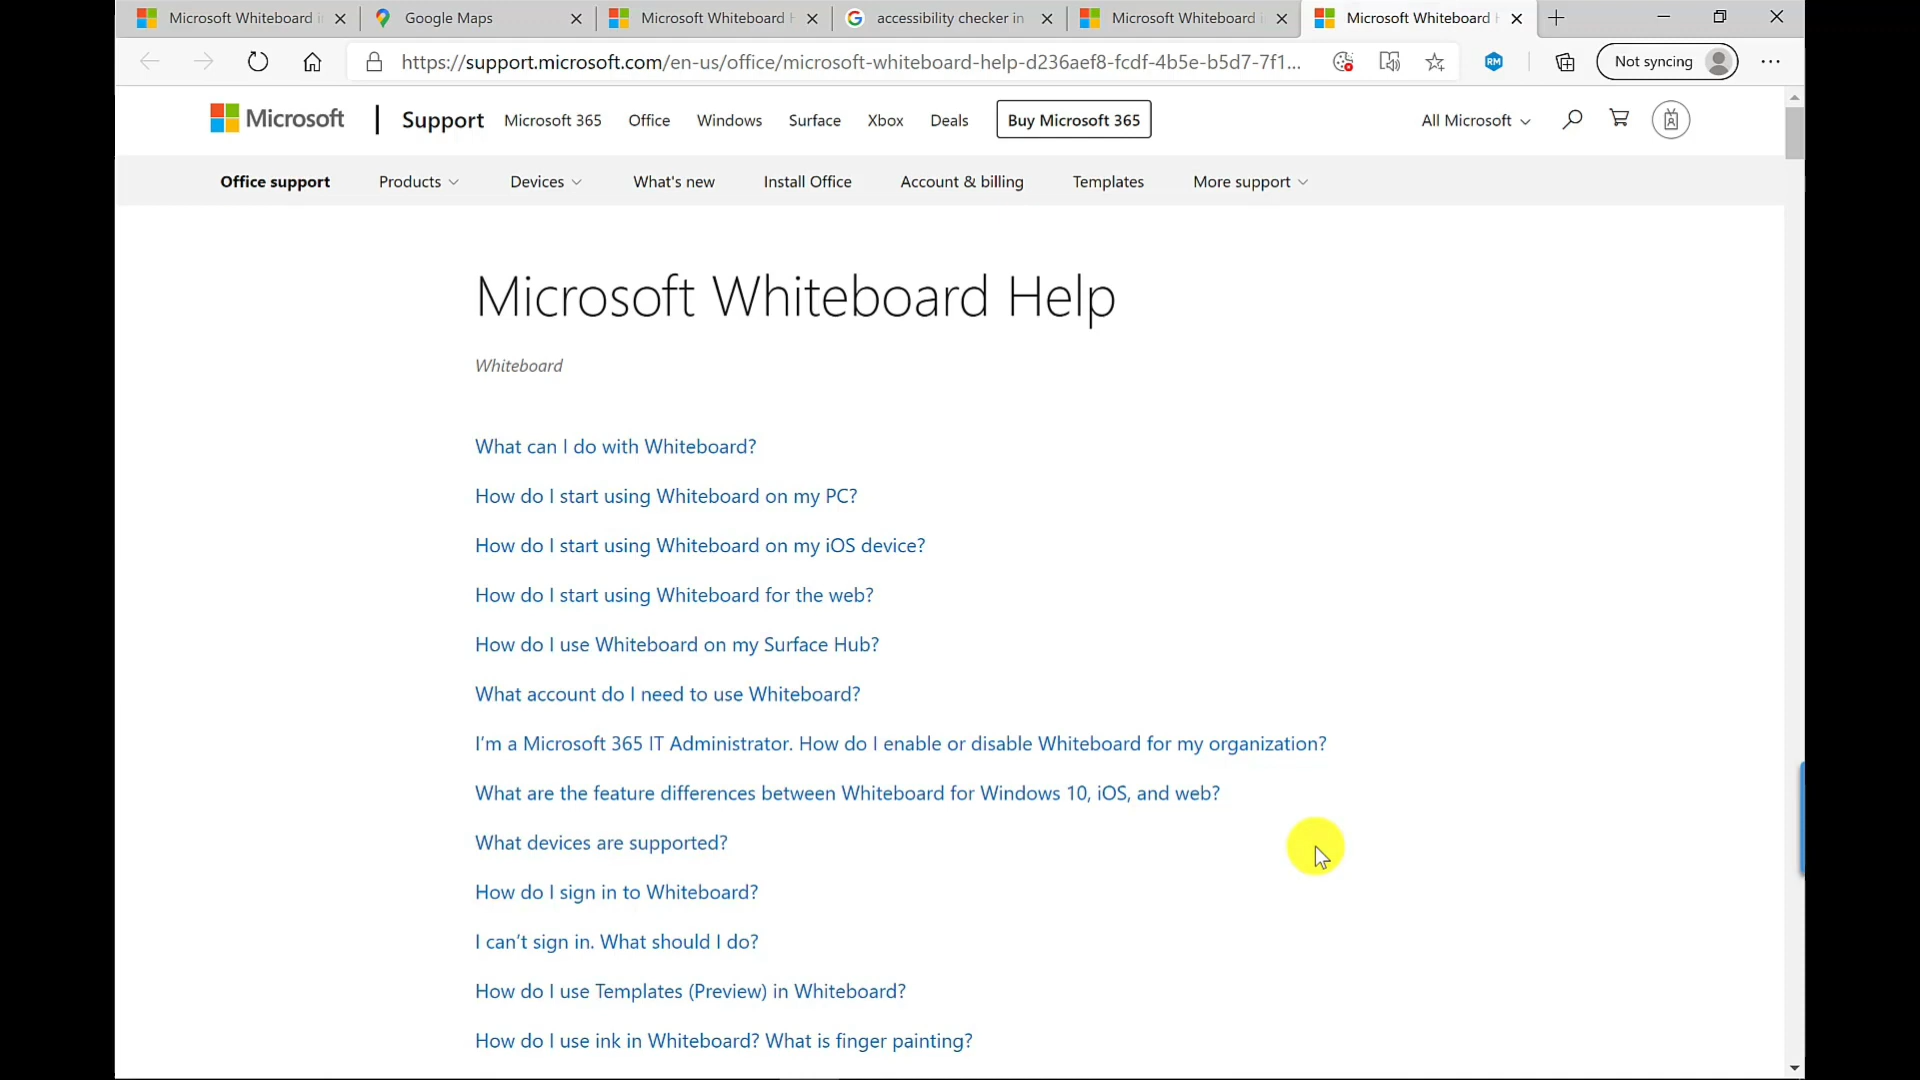 Microsoft Whiteboard
Google Maps
Microsoft Whiteboard
accessibility checker in
Microsoft Whiteboard
Microsoft Whiteboard
https://support.microsoft.com/en-us/office/microsoft-whiteboard-help-d236aef8-fcdf-4b5e-b5d7-7f1...
RM
Not syncing
Microsoft
Support
Microsoft 365
Office
Windows
Surface
Xbox
Deals
Buy Microsoft 365
All Microsoft
Office support
Products
Devices
What's new
Install Office
Account & billing
Templates
More support
Microsoft Whiteboard Help
Whiteboard
What can I do with Whiteboard?
How do I start using Whiteboard on my PC?
How do I start using Whiteboard on my iOS device?
How do I start using Whiteboard for the web?
How do I use Whiteboard on my Surface Hub?
What account do I need to use Whiteboard?
I’m a Microsoft 365 IT Administrator. How do I enable or disable Whiteboard for my organization?
What are the feature differences between Whiteboard for Windows 10, iOS, and web?
What devices are supported?
How do I sign in to Whiteboard?
I can’t sign in. What should I do?
How do I use Templates (Preview) in Whiteboard?
How do I use ink in Whiteboard? What is finger painting?